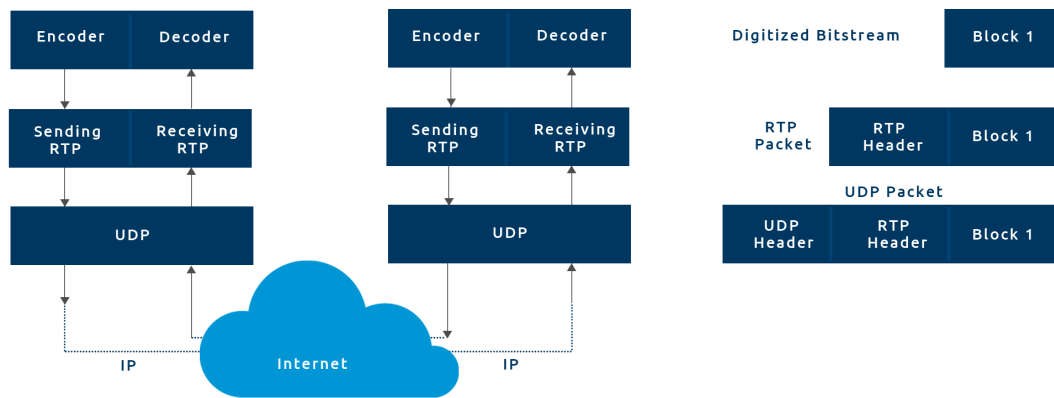 Encoder Decoder
Encoder Decoder
Digitized Bitstream Block 1
Sending Receiving
RTP RTP
Sending Receiving
RTP RTP
RTP
Packet
RTP
Header
Block 1
UDP Packet
UDP
UDP
UDP
Header
RTP
Header
Block 1
Internet
IP
IP